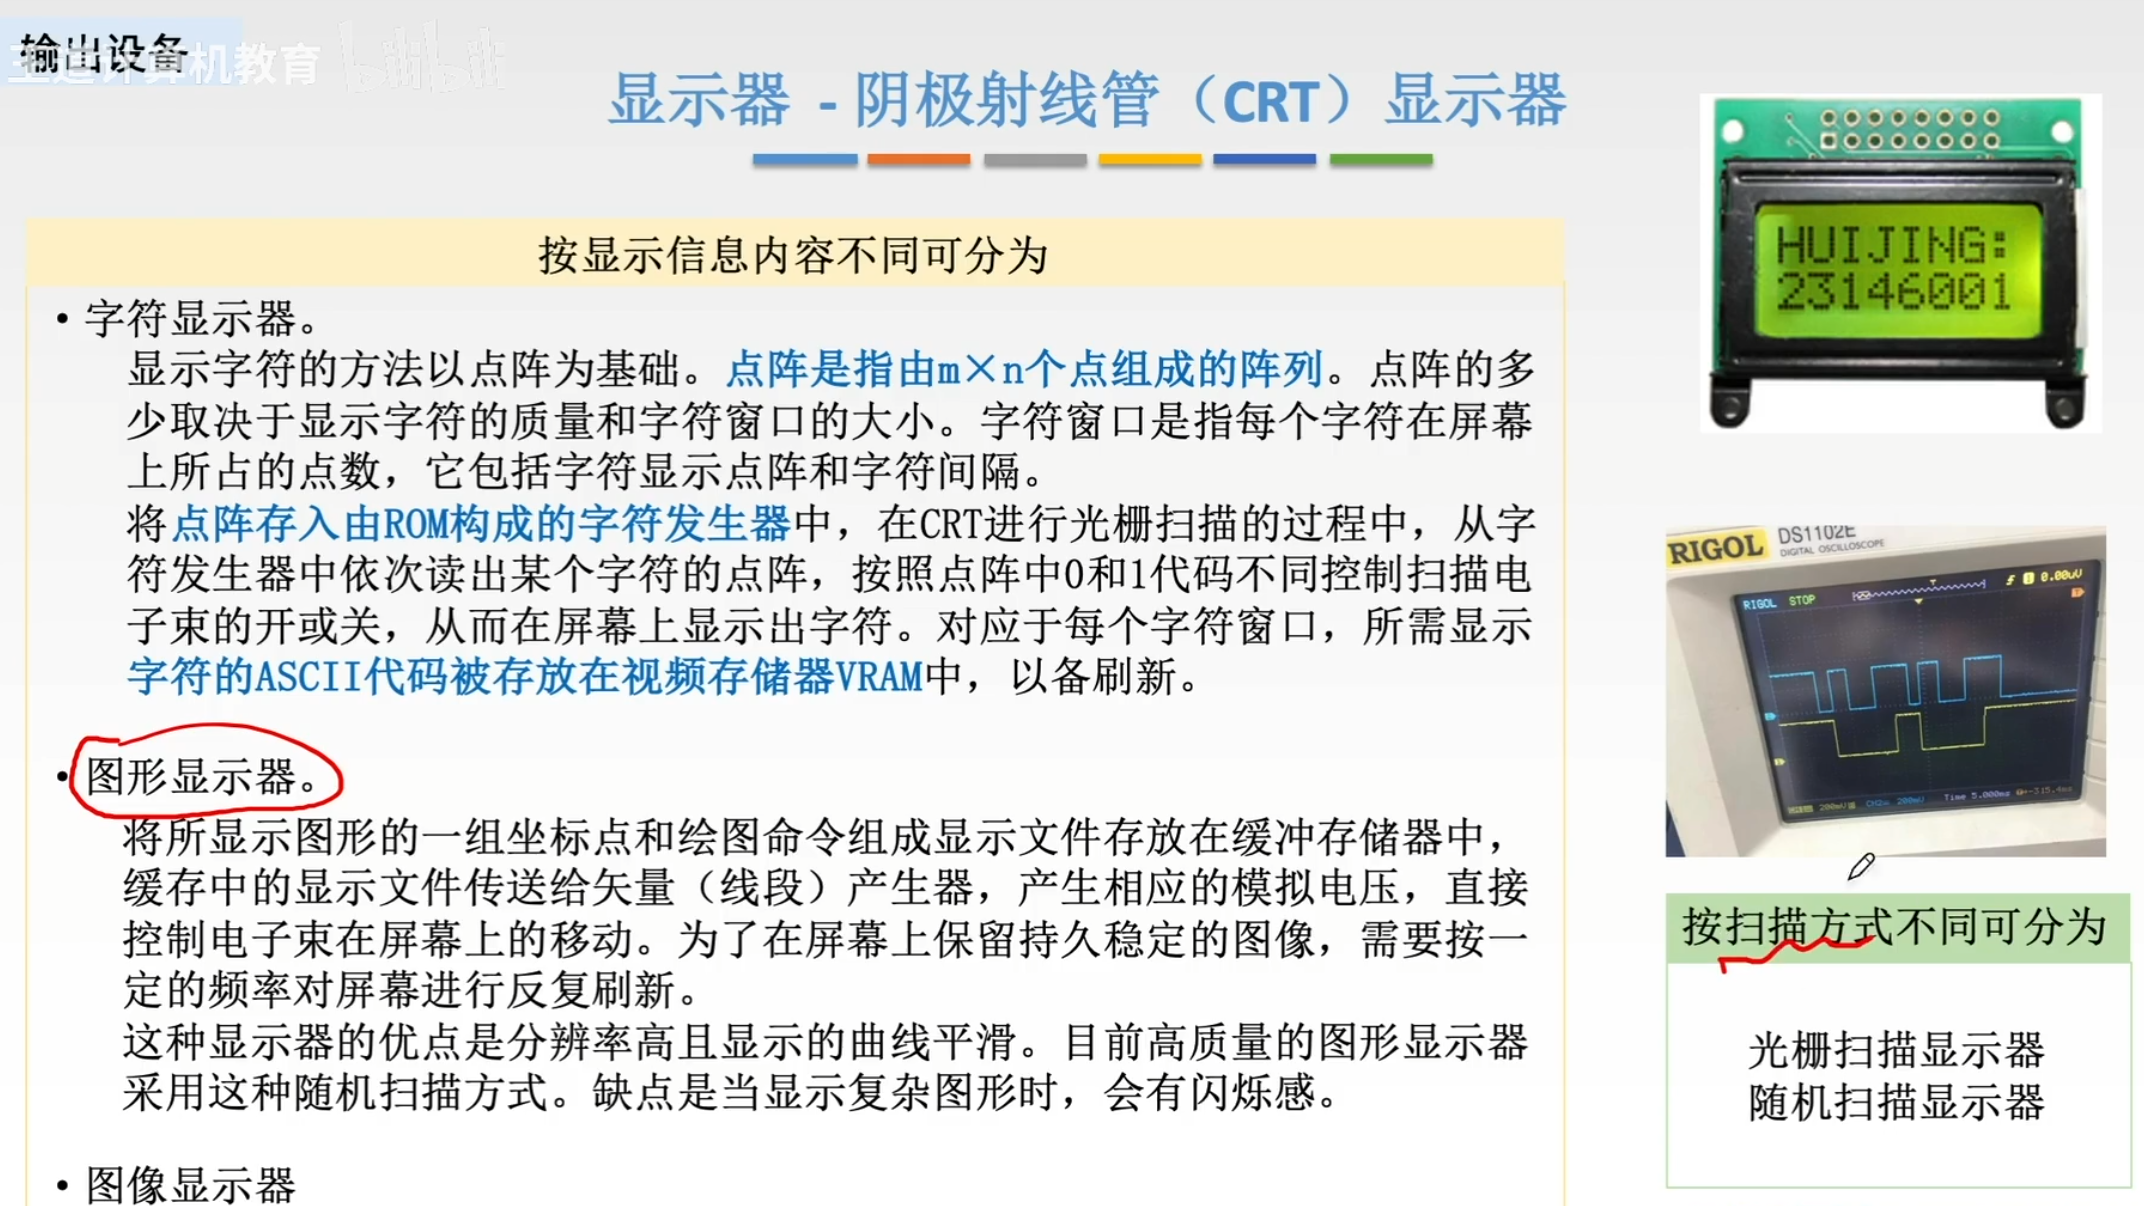 输出设备
王道计算机教育 bilibili
显示器 - 阴极射线管（CRT）显示器
按显示信息内容不同可分为
• 字符显示器。
显示字符的方法以点阵为基础。点阵是指由m×n个点组成的阵列。点阵的多
少取决于显示字符的质量和字符窗口的大小。字符窗口是指每个字符在屏幕
上所占的点数，它包括字符显示点阵和字符间隔。
将点阵存入由ROM构成的字符发生器中，在CRT进行光栅扫描的过程中，从字
符发生器中依次读出某个字符的点阵，按照点阵中0和1代码不同控制扫描电
子束的开或关，从而在屏幕上显示出字符。对应于每个字符窗口，所需显示
字符的ASCII代码被存放在视频存储器VRAM中，以备刷新。
• 图形显示器。
将所显示图形的一组坐标点和绘图命令组成显示文件存放在缓冲存储器中，
缓存中的显示文件传送给矢量（线段）产生器，产生相应的模拟电压，直接
控制电子束在屏幕上的移动。为了在屏幕上保留持久稳定的图像，需要按一
定的频率对屏幕进行反复刷新。
这种显示器的优点是分辨率高且显示的曲线平滑。目前高质量的图形显示器
采用这种随机扫描方式。缺点是当显示复杂图形时，会有闪烁感。
• 图像显示器
HUIJING:
23146001
RIGOL DS1102E
DIGITAL OSCILLOSCOPE
RIGOL STOP 0.00uV
CH2= 200mV Time 5.000ms
按扫描方式不同可分为
光栅扫描显示器
随机扫描显示器